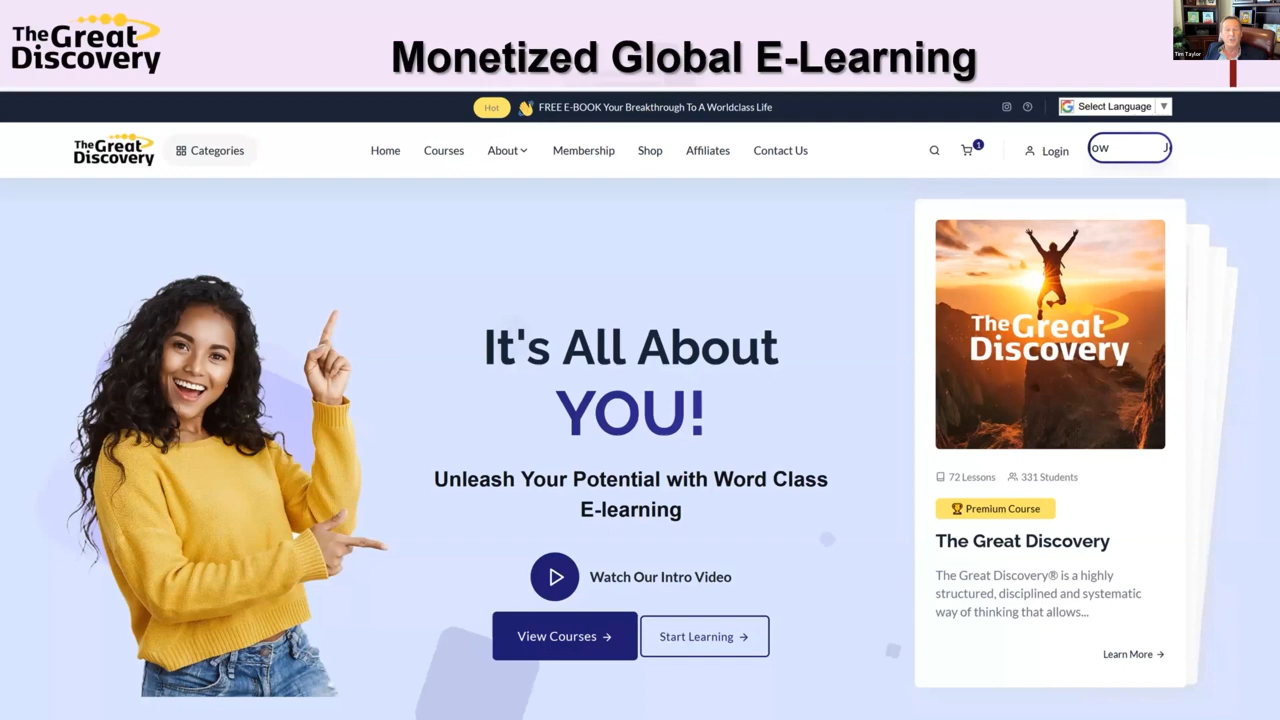 The Great
Discovery
Monetized Global E-Learning
Tim Taylor
Hot
FREE E-BOOK Your Breakthrough To A Worldclass Life
Select Language
The Great
Discovery
Categories
Home
Courses
About
Membership
Shop
Affiliates
Contact Us
1
Login
ow
The Great
Discovery
It's All About
YOU!
Unleash Your Potential with Word Class
E-learning
Watch Our Intro Video
View Courses →
Start Learning →
72 Lessons
331 Students
Premium Course
The Great Discovery
The Great Discovery® is a highly
structured, disciplined and systematic
way of thinking that allows...
Learn More →